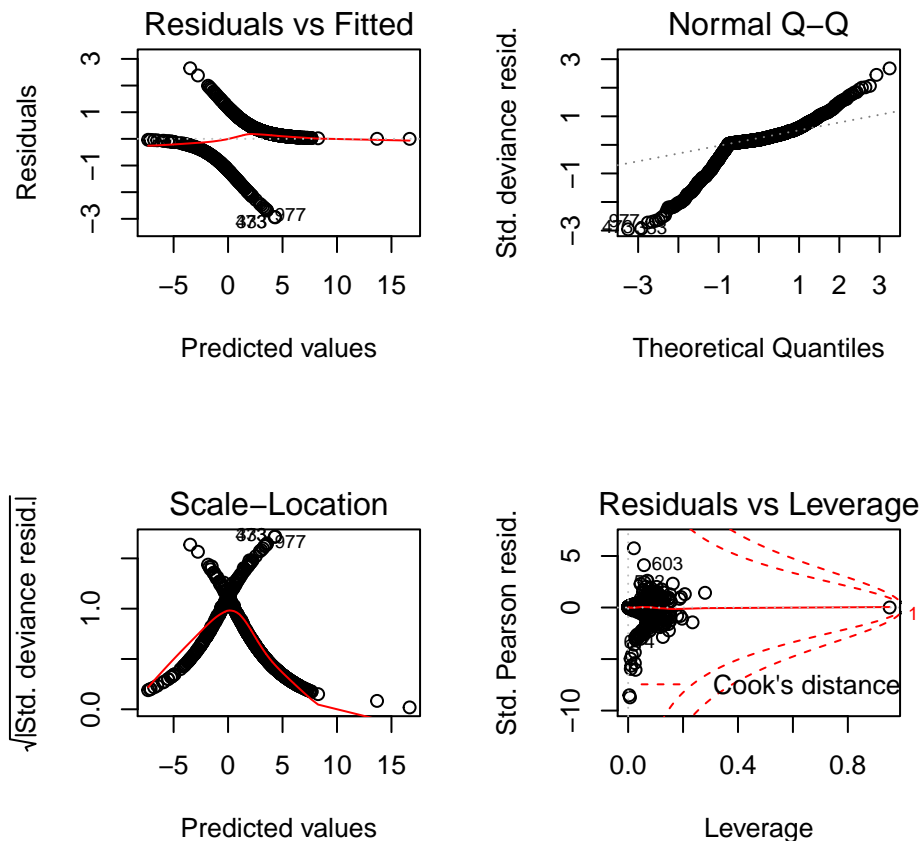 Residuals vs Fitted
Residuals
3
1
−1
−3
977
−5 0 5 10 15
Predicted values
Normal Q−Q
Std. deviance resid.
3
1
−1
−3
977
−3 −1 1 2 3
Theoretical Quantiles
Scale−Location
√|Std. deviance resid.|
1.0
0.0
977
−5 0 5 10 15
Predicted values
Residuals vs Leverage
Std. Pearson resid.
5
0
−10
603
1
Cook's distance
0.0 0.4 0.8
Leverage